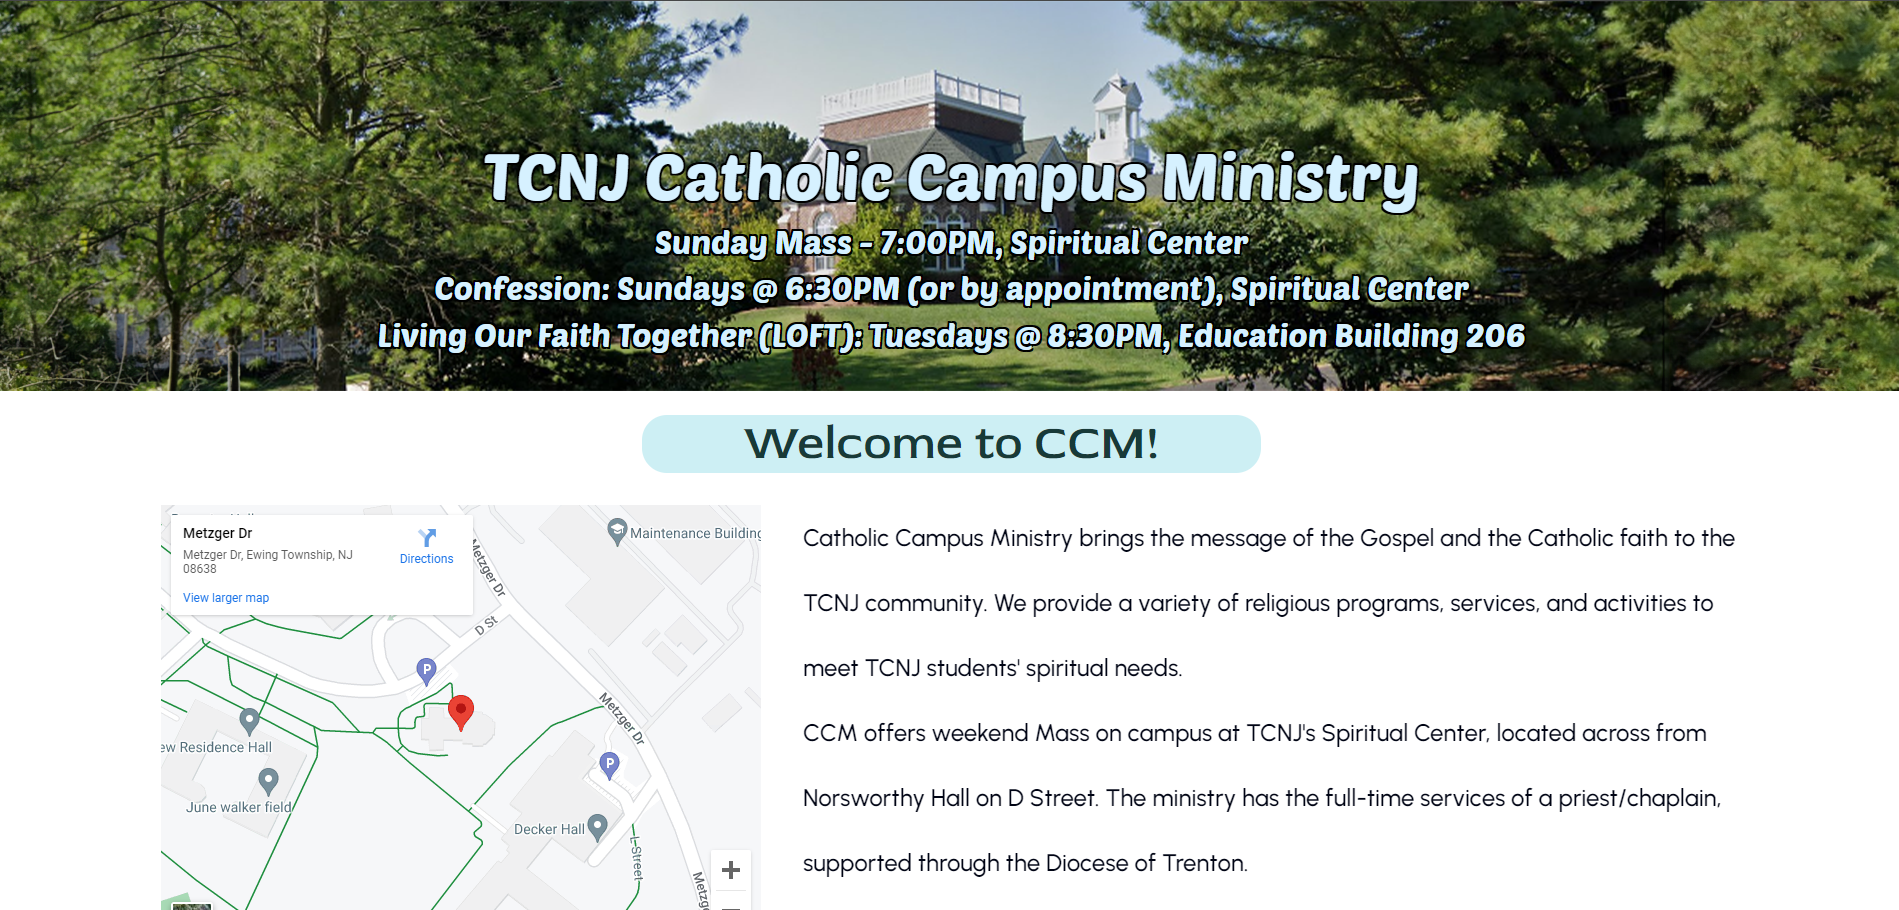 TCNJ Catholic Campus Ministry
Sunday Mass - 7:00PM, Spiritual Center
Confession: Sundays @ 6:30PM (or by appointment), Spiritual Center
Living Our Faith Together (LOFT): Tuesdays @ 8:30PM, Education Building 206
Welcome to CCM!
Metzger Dr
Metzger Dr, Ewing Township, NJ
08638
Directions
View larger map
Maintenance Building
Metzger Dr
D St
P
Metzger Dr
P
Residence Hall
June walker field
Decker Hall
L Street
Catholic Campus Ministry brings the message of the Gospel and the Catholic faith to the
TCNJ community. We provide a variety of religious programs, services, and activities to
meet TCNJ students' spiritual needs.
CCM offers weekend Mass on campus at TCNJ's Spiritual Center, located across from
Norsworthy Hall on D Street. The ministry has the full-time services of a priest/chaplain,
supported through the Diocese of Trenton.